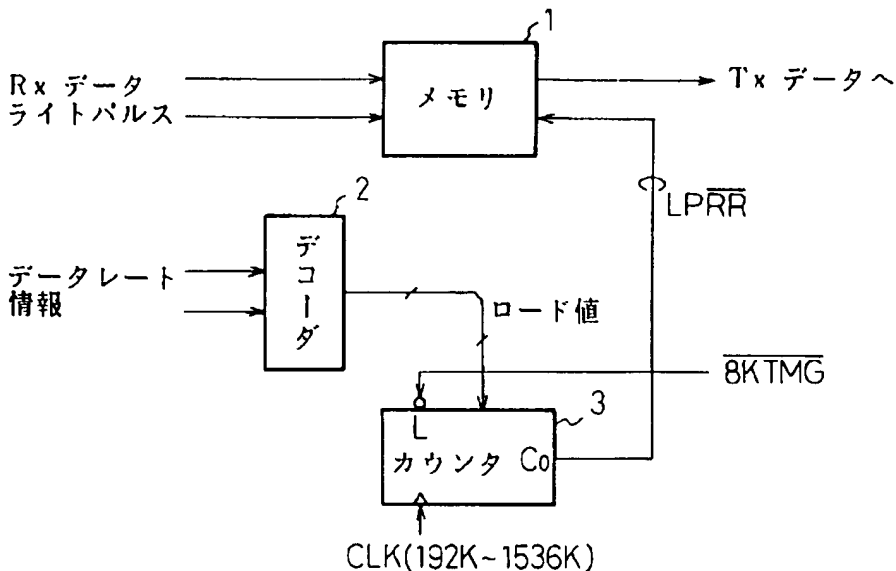 1
Rx データ
ライトパルス
メモリ
Tx データへ
LPR̅R̅
2
データレート
情報
デコーダ
ロード値
8̅K̅T̅M̅G̅
3
L
カウンタ Co
CLK(192K~1536K)